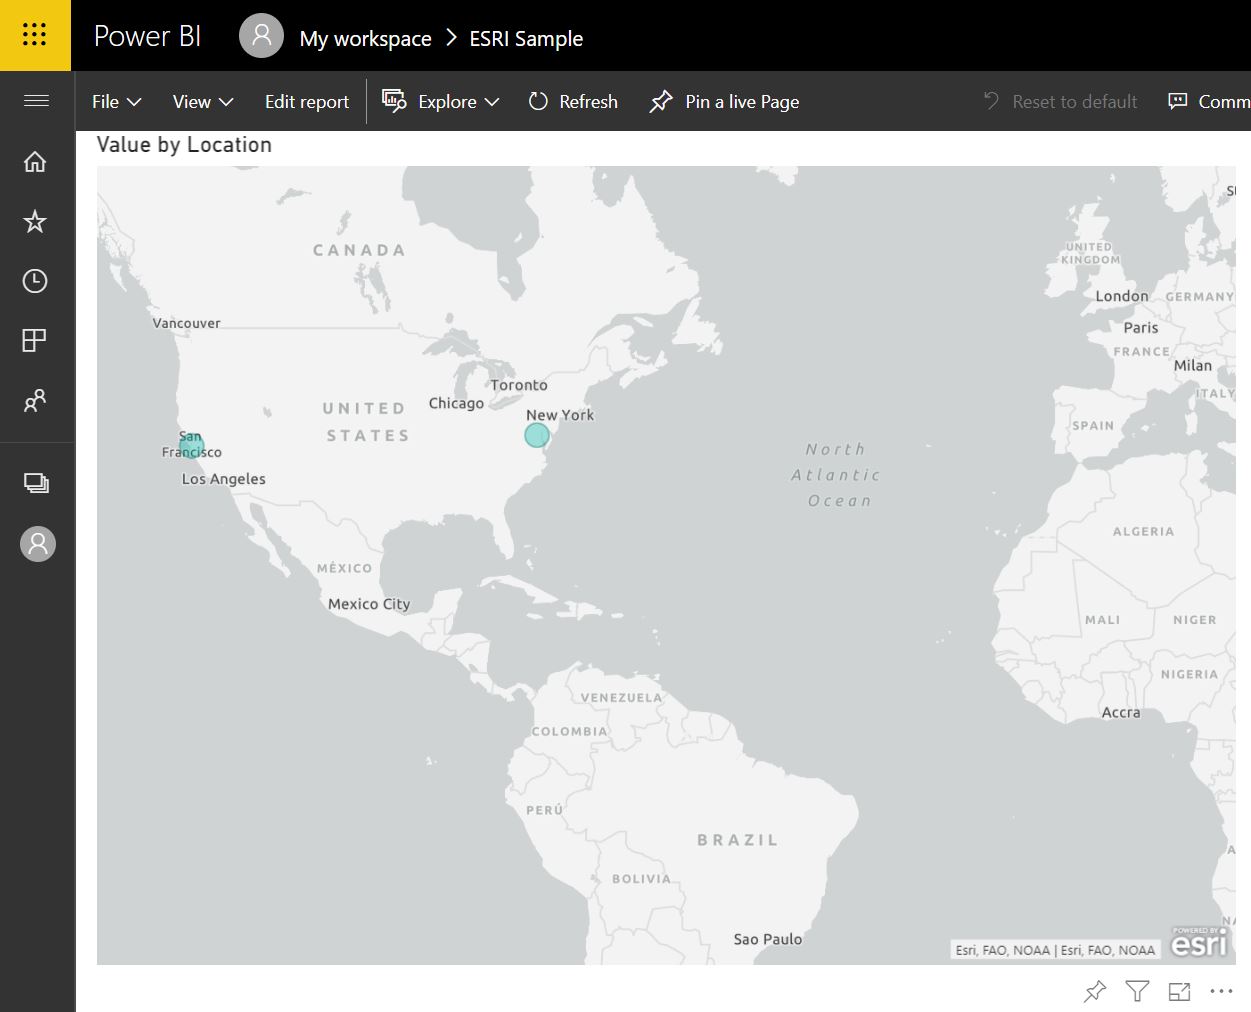 Power BI
My workspace > ESRI Sample
File
View
Edit report
Explore
Refresh
Pin a live Page
Reset to default
Comm
Value by Location
CANADA
Vancouver
Toronto
Chicago
New York
UNITED
STATES
San
Francisco
Los Angeles
MÉXICO
Mexico City
North
Atlantic
Ocean
UNITED
KINGDOM
London
GERMANY
Paris
FRANCE
Milan
ITALY
SPAIN
ALGERIA
MALI
NIGER
NIGERIA
Accra
VENEZUELA
COLOMBIA
PERÚ
BRAZIL
BOLIVIA
Sao Paulo
Esri, FAO, NOAA | Esri, FAO, NOAA
POWERED BY
esri